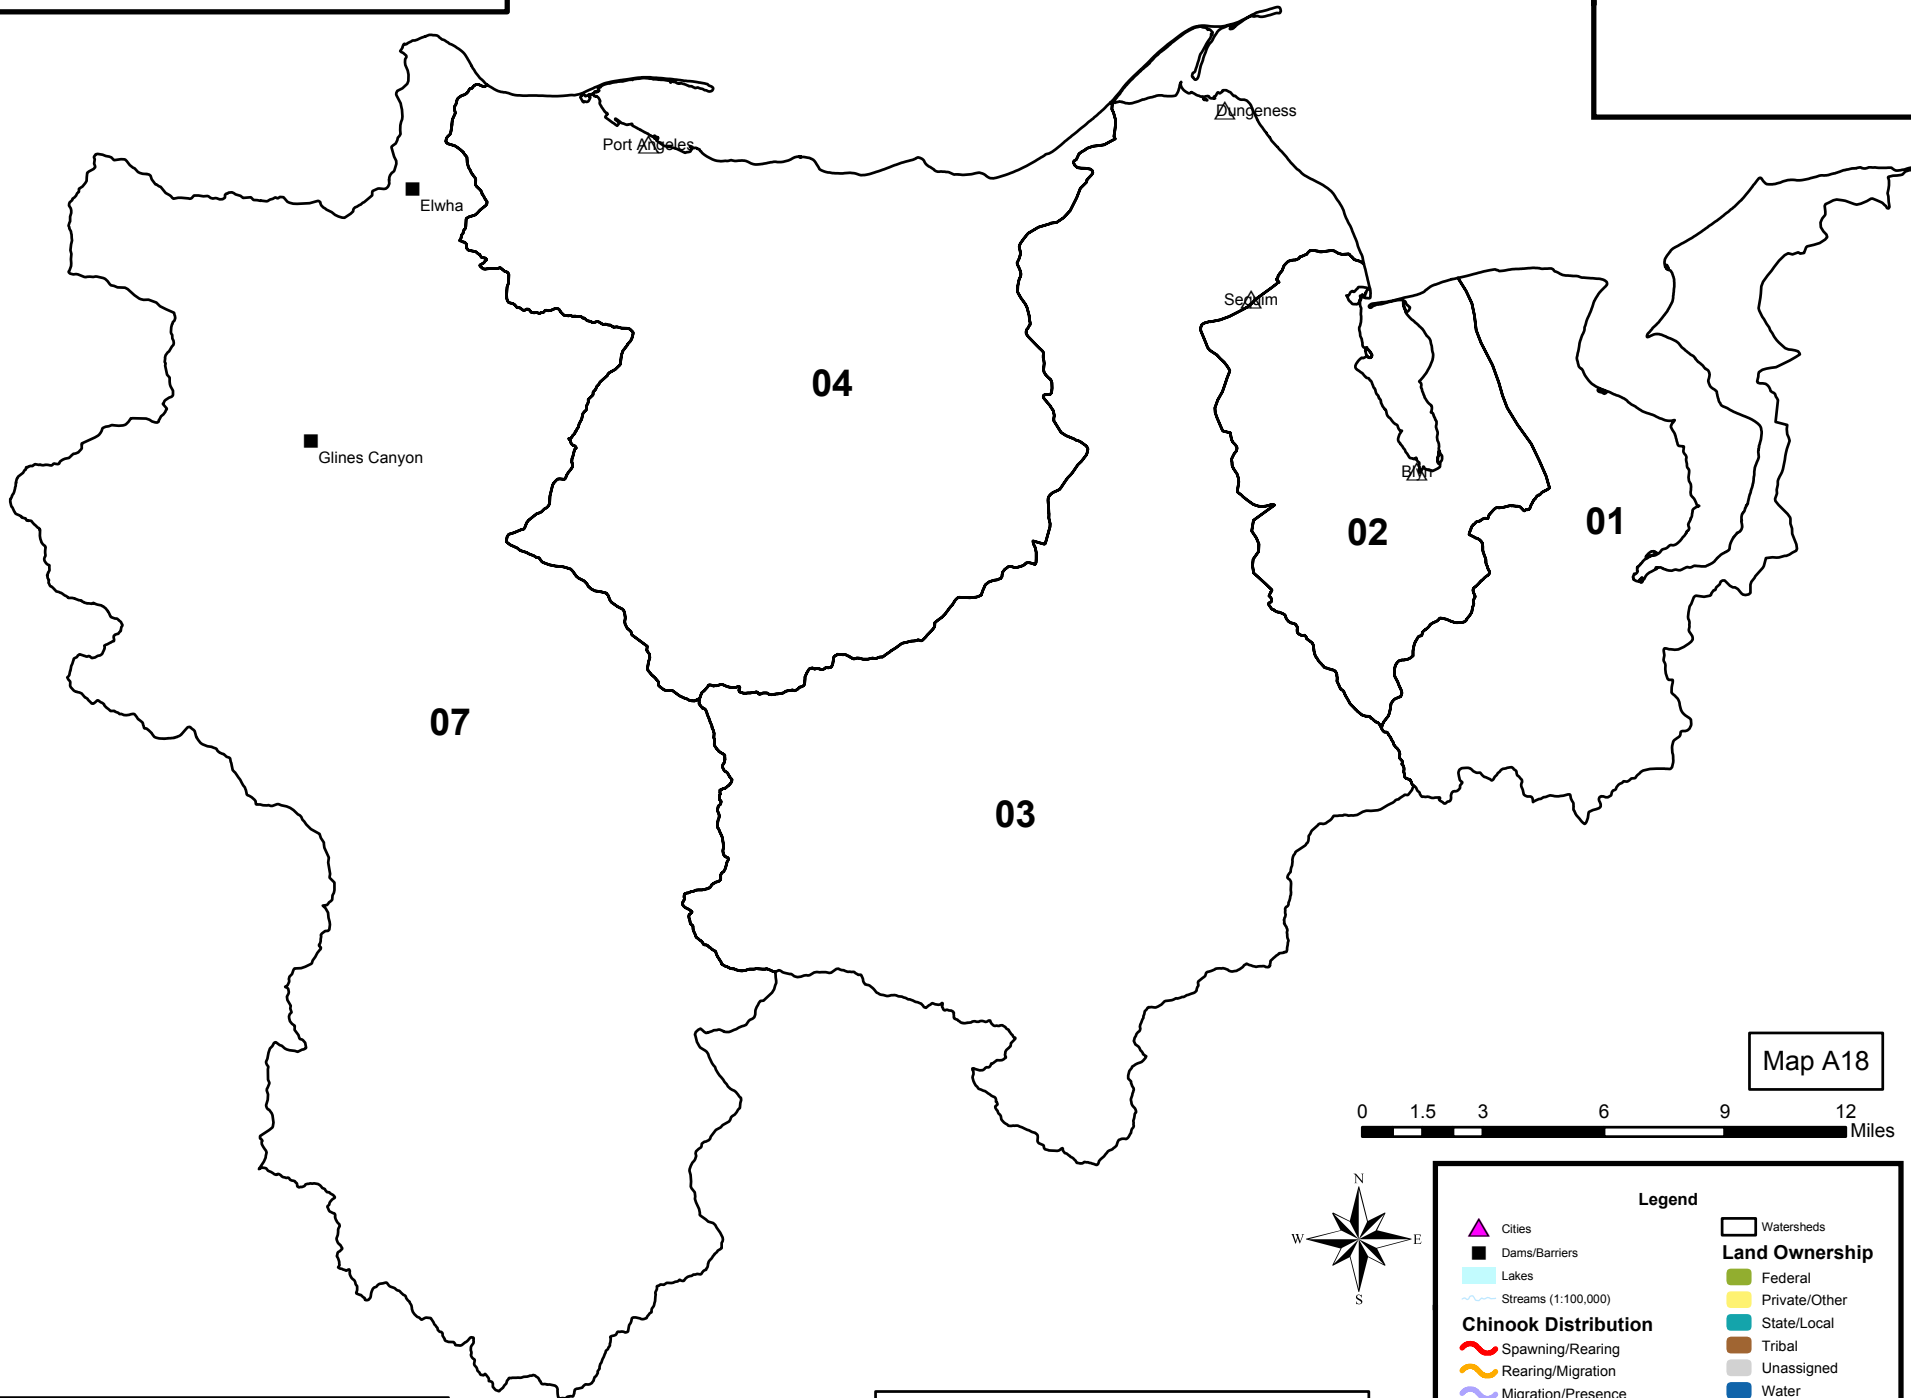 Dungeness
Port Angeles
Elwha
Sequim
04
Glines Canyon
Blyn
01
02
07
03
Map A18
0 1.5 3 6 9 12
Miles
N
W E
S
Legend
Cities
Dams/Barriers
Lakes
Streams (1:100,000)
Chinook Distribution
Spawning/Rearing
Rearing/Migration
Migration/Presence
Watersheds
Land Ownership
Federal
Private/Other
State/Local
Tribal
Unassigned
Water